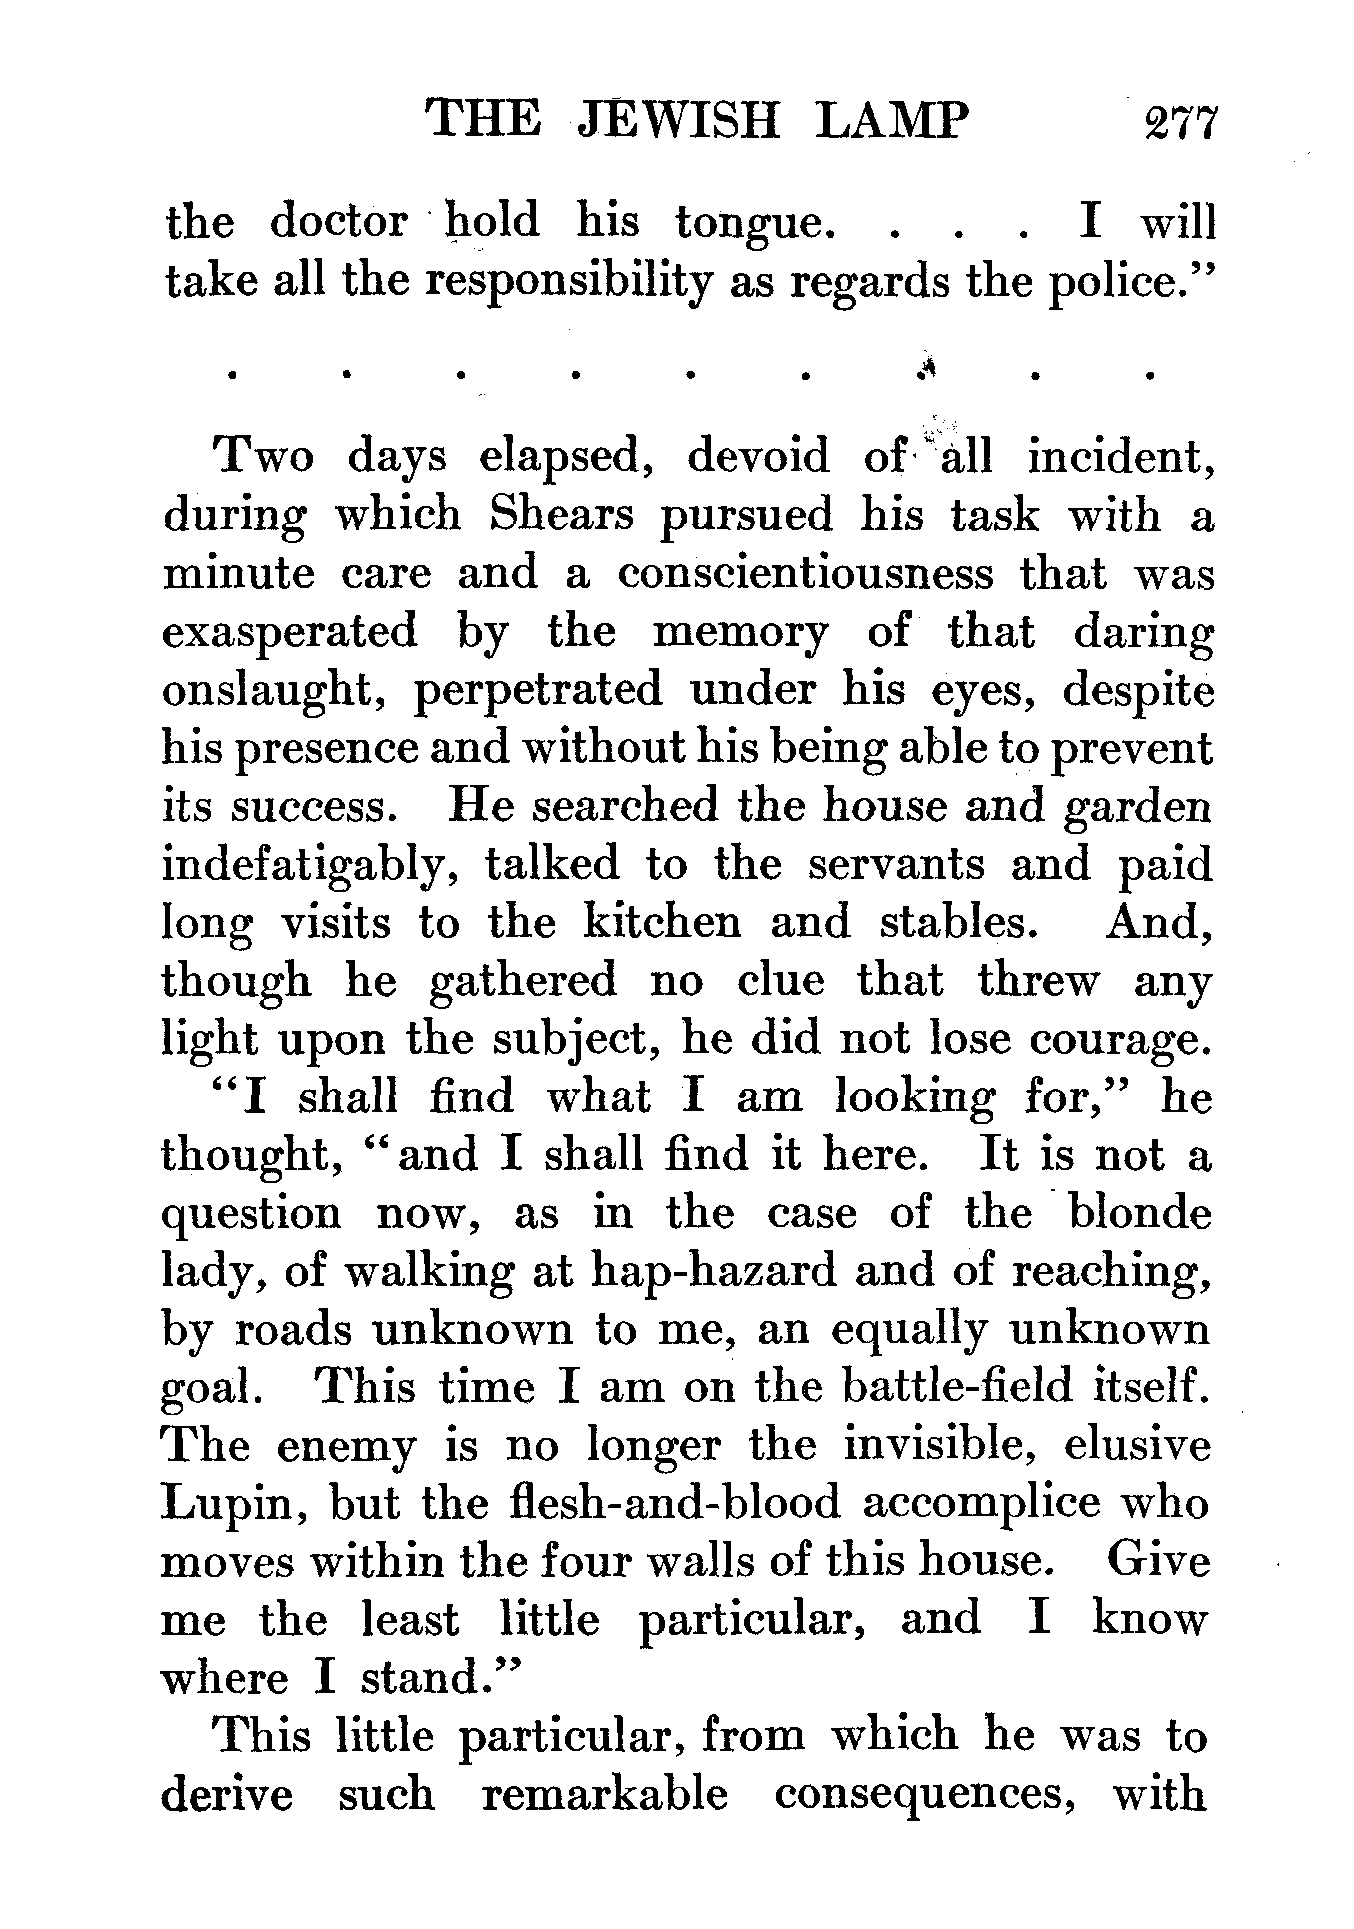 THE JEWISH LAMP 277
the doctor hold his tongue. . . . I will
take all the responsibility as regards the police."
. . . . . . . . .
Two days elapsed, devoid of all incident,
during which Shears pursued his task with a
minute care and a conscientiousness that was
exasperated by the memory of that daring
onslaught, perpetrated under his eyes, despite
his presence and without his being able to prevent
its success. He searched the house and garden
indefatigably, talked to the servants and paid
long visits to the kitchen and stables. And,
though he gathered no clue that threw any
light upon the subject, he did not lose courage.
"I shall find what I am looking for," he
thought, "and I shall find it here. It is not a
question now, as in the case of the blonde
lady, of walking at hap-hazard and of reaching,
by roads unknown to me, an equally unknown
goal. This time I am on the battle-field itself.
The enemy is no longer the invisible, elusive
Lupin, but the flesh-and-blood accomplice who
moves within the four walls of this house. Give
me the least little particular, and I know
where I stand."
This little particular, from which he was to
derive such remarkable consequences, with